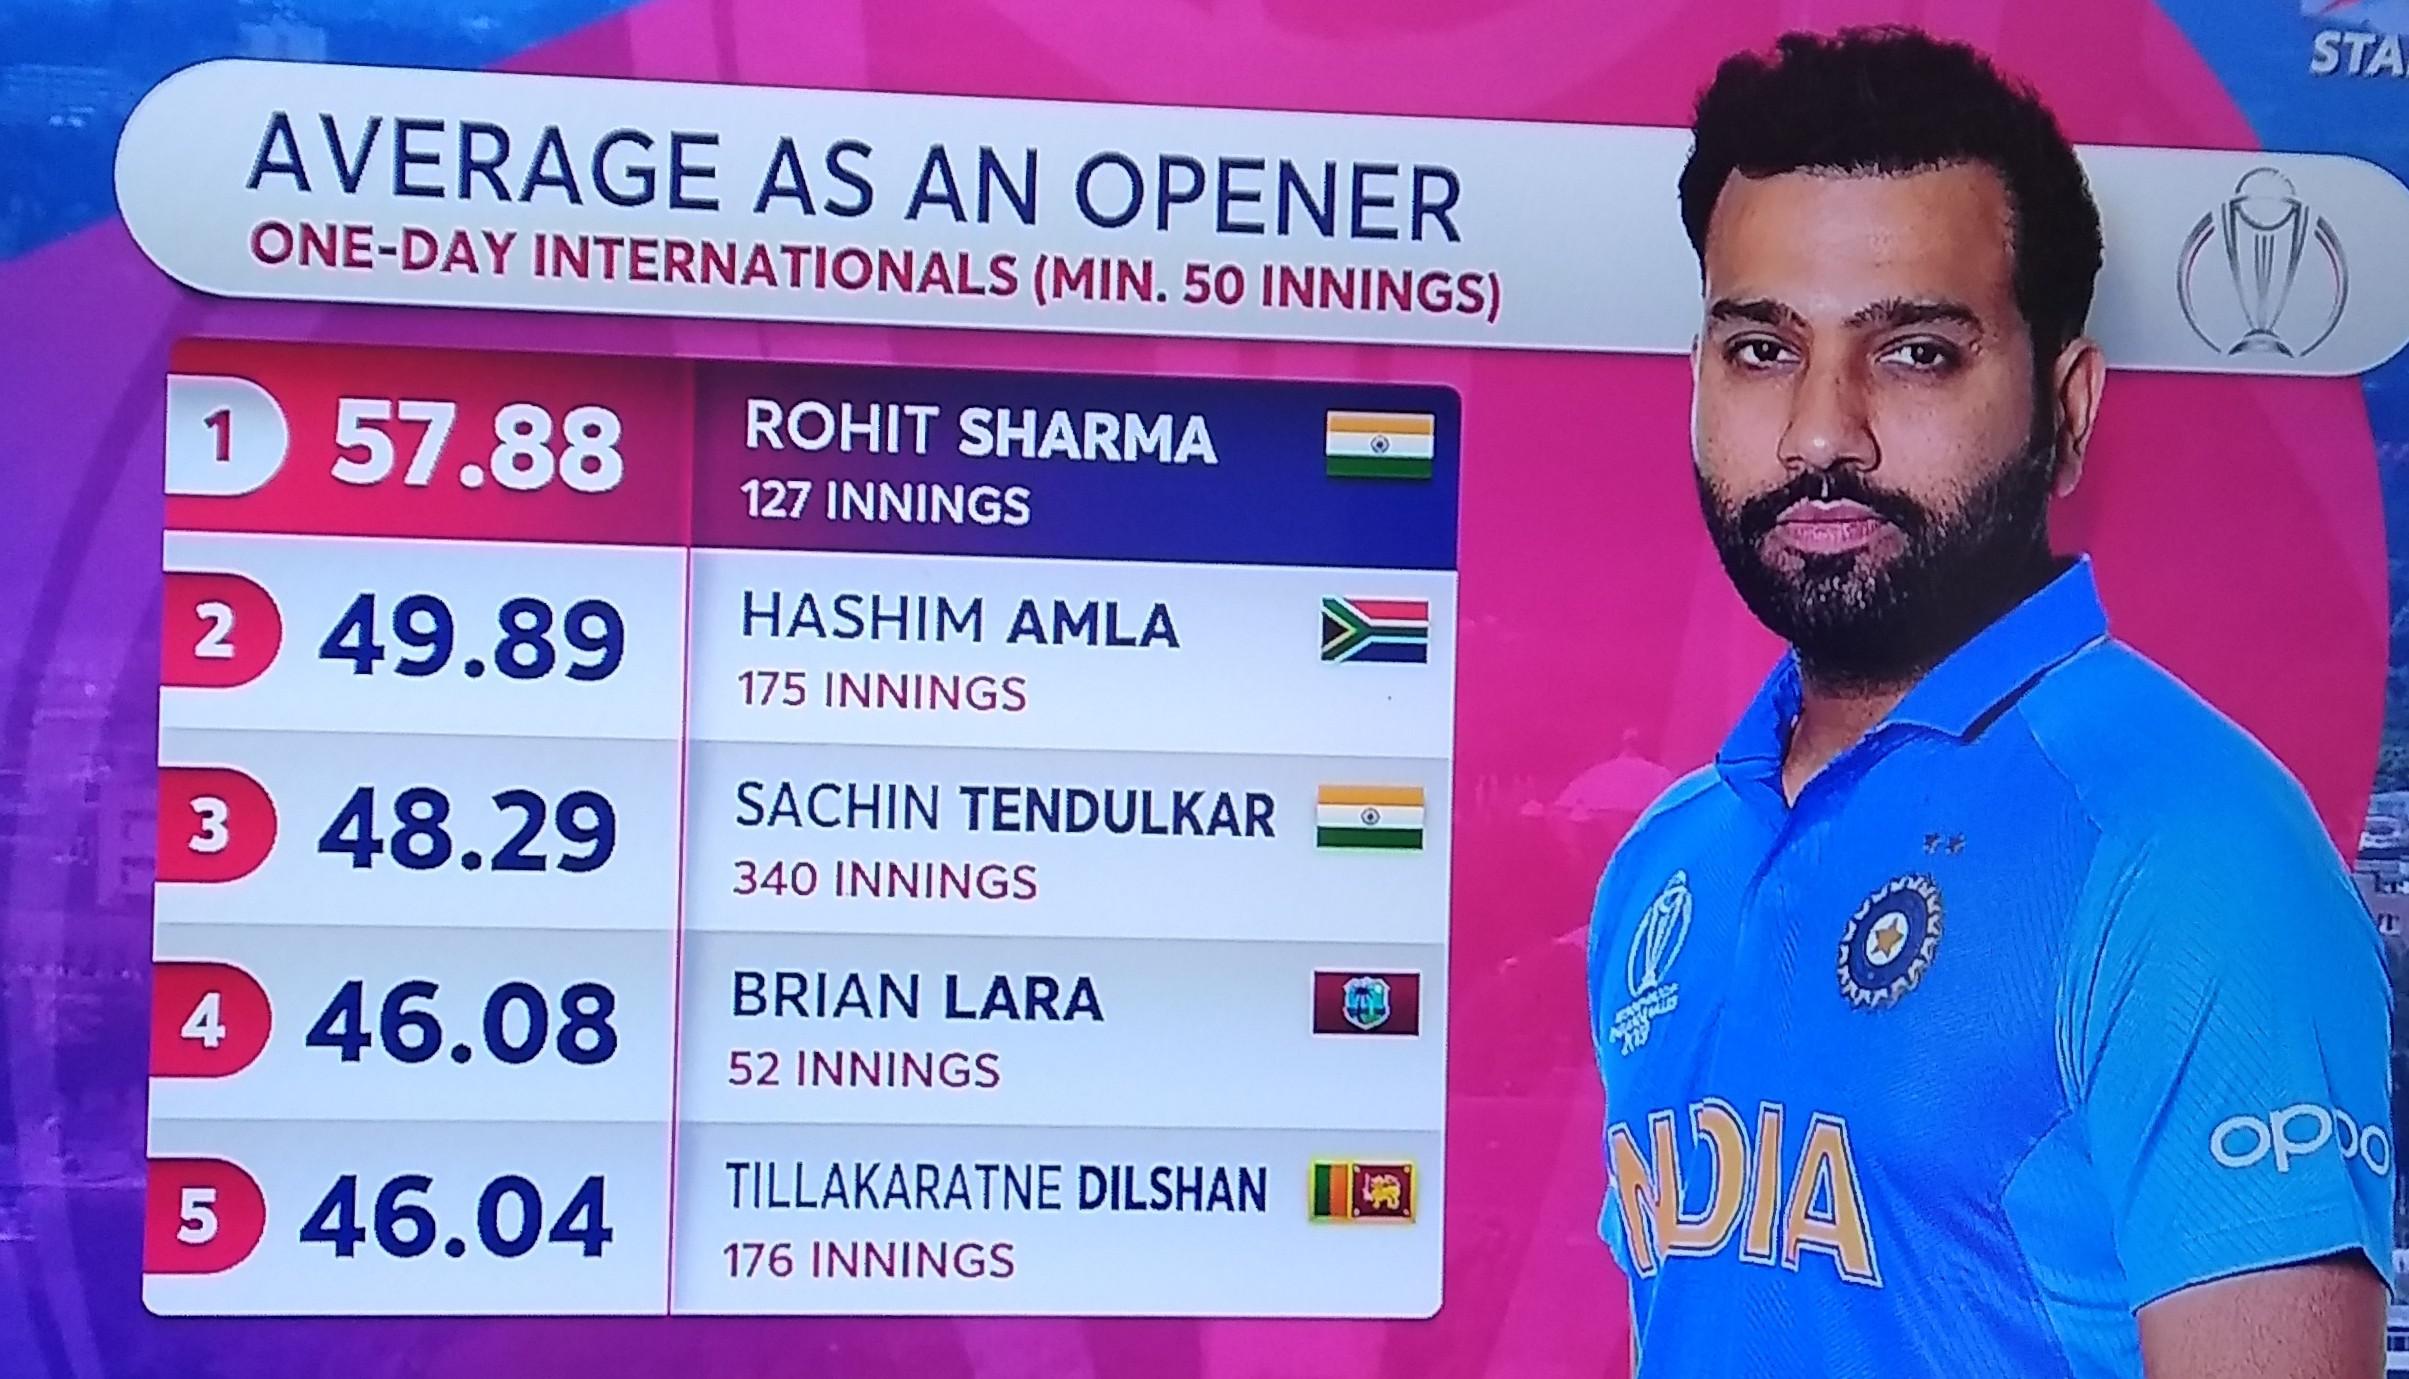 STA
AVERAGE AS AN OPENER
ONE-DAY INTERNATIONALS (MIN. 50 INNINGS)
1 57.88 ROHIT SHARMA
127 INNINGS
2 49.89 HASHIM AMLA
175 INNINGS
3 48.29 SACHIN TENDULKAR
340 INNINGS
4 46.08 BRIAN LARA
52 INNINGS
5 46.04 TILLAKARATNE DILSHAN
176 INNINGS
oppo
INDIA